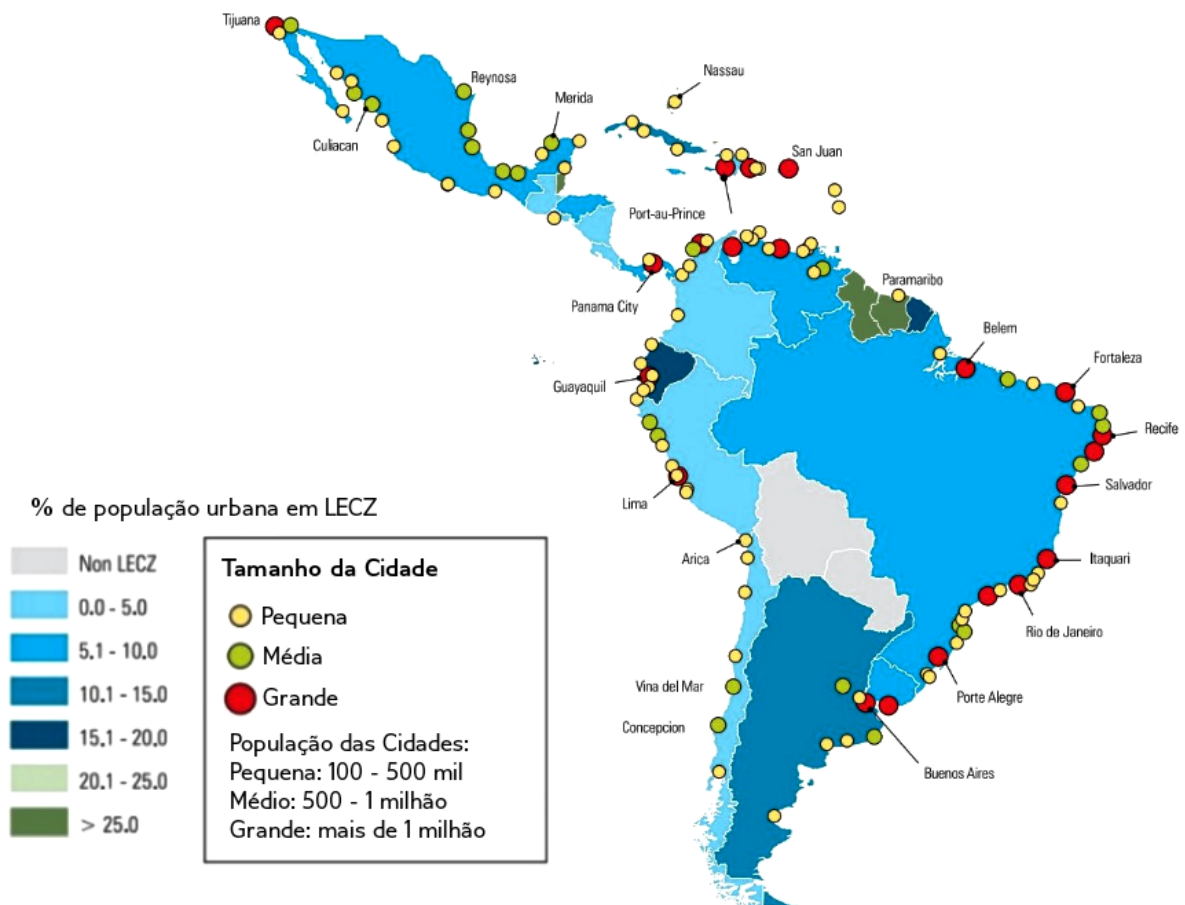 Tijuana
Reynosa
Nassau
Merida
Culiacan
San Juan
Port-au-Prince
Panama City
Paramaribo
Belem
Fortaleza
Guayaquil
Recife
Lima
Salvador
Arica
Itaquari
Rio de Janeiro
Vina del Mar
Porte Alegre
Concepcion
Buenos Aires
% de população urbana em LECZ
Non LECZ
0.0 - 5.0
5.1 - 10.0
10.1 - 15.0
15.1 - 20.0
20.1 - 25.0
> 25.0
Tamanho da Cidade
Pequena
Média
Grande
População das Cidades:
Pequena: 100 - 500 mil
Médio: 500 - 1 milhão
Grande: mais de 1 milhão